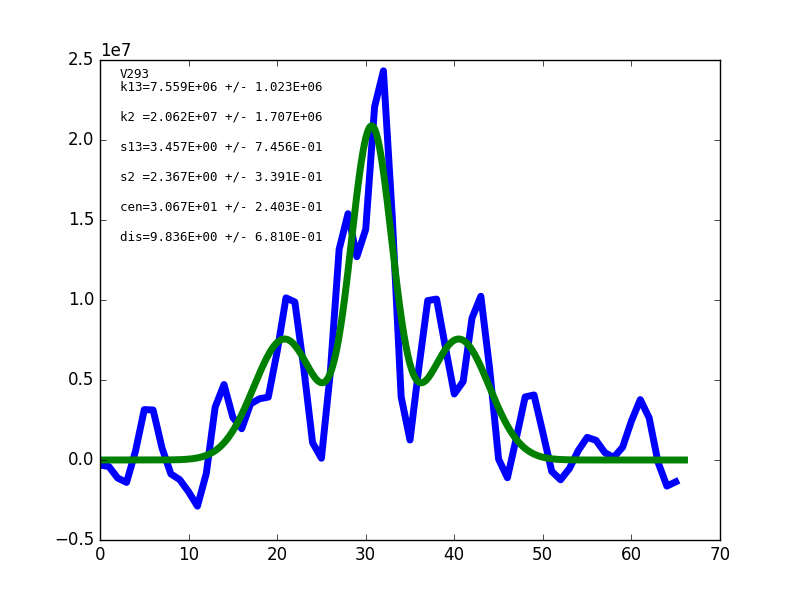 1e7
2.5
V293
k13=7.559E+06 +/- 1.023E+06
k2 =2.062E+07 +/- 1.707E+06
2.0
s13=3.457E+00 +/- 7.456E-01
s2 =2.367E+00 +/- 3.391E-01
cen=3.067E+01 +/- 2.403E-01
1.5
dis=9.836E+00 +/- 6.810E-01
1.0
0.5
0.0
−0.5
0 10 20 30 40 50 60 70